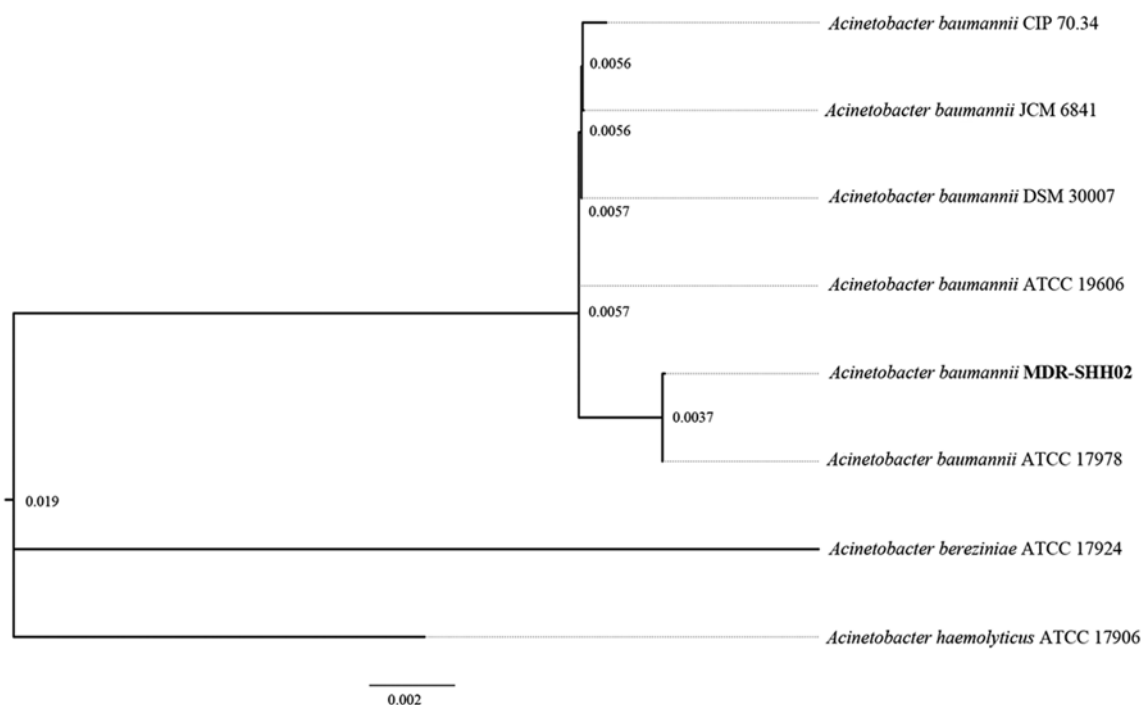 Acinetobacter baumannii CIP 70.34
0.0056
Acinetobacter baumannii JCM 6841
0.0056
Acinetobacter baumannii DSM 30007
0.0057
Acinetobacter baumannii ATCC 19606
0.0057
Acinetobacter baumannii MDR-SHH02
0.0037
Acinetobacter baumannii ATCC 17978
0.019
Acinetobacter bereziniae ATCC 17924
Acinetobacter haemolyticus ATCC 17906
0.002